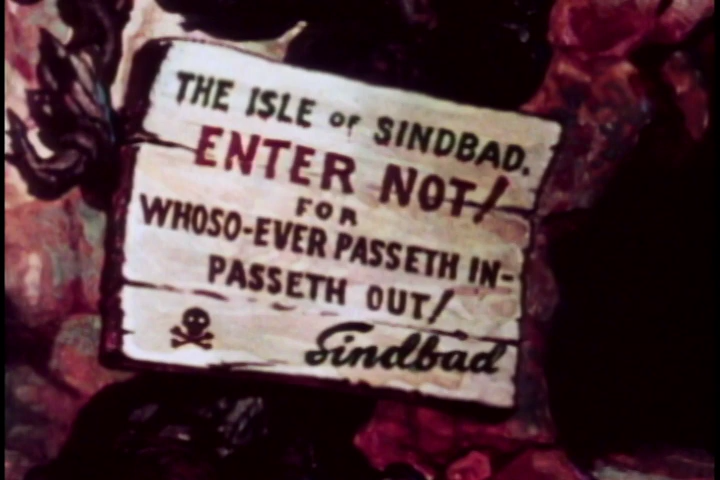 THE ISLE OF SINDBAD.
ENTER NOT!
FOR
WHOSO-EVER PASSETH IN-
PASSETH OUT!
Sindbad